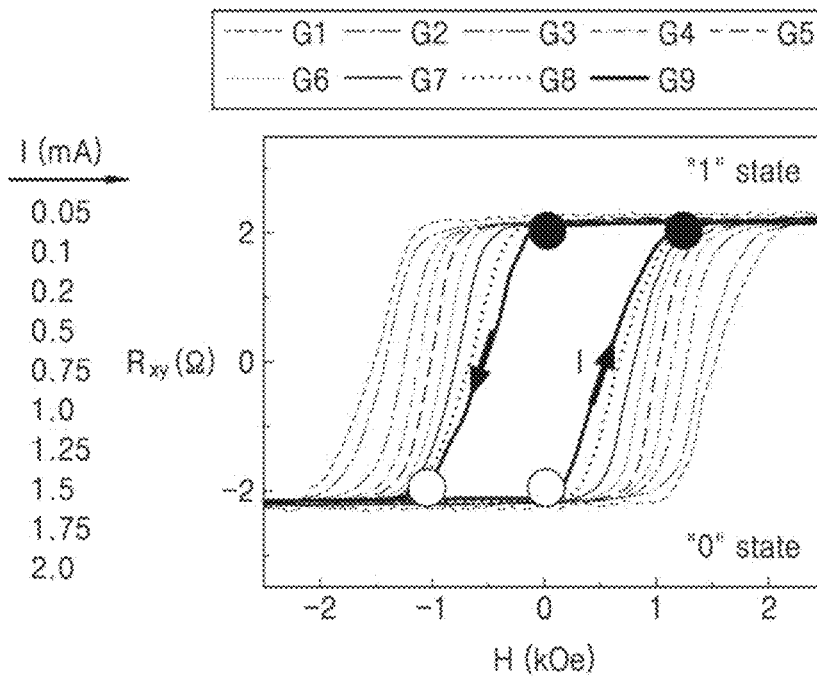 G1 G2 G3 G4 G5
G6 G7 G8 G9
I (mA)
0.05
0.1
0.2
0.5
0.75
1.0
1.25
1.5
1.75
2.0
"1" state
2
R xy (Ω) 0
I
-2
"0" state
-2 -1 0 1 2
H (kOe)